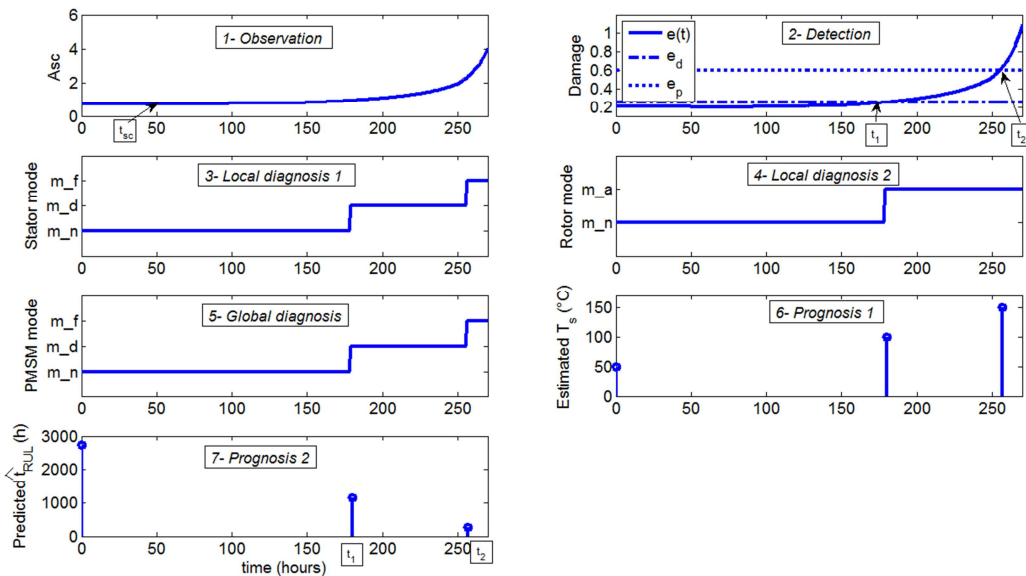 1- Observation
Asc
6
4
2
0
0 50 100 150 200 250
t_sc
2- Detection
Damage
1
0.8
0.6
0.4
0.2
e(t)
e_d
e_p
0 50 100 150 200 250
t_1
t_2
3- Local diagnosis 1
Stator mode
m_f
m_d
m_n
0 50 100 150 200 250
4- Local diagnosis 2
Rotor mode
m_a
m_n
0 50 100 150 200 250
5- Global diagnosis
PMSM mode
m_f
m_d
m_n
0 50 100 150 200 250
6- Prognosis 1
Estimated T_s (°C)
150
100
50
0
0 50 100 150 200 250
7- Prognosis 2
Predicted t̂_RUL (h)
3000
2000
1000
0
0 50 100 150 200 250
t_1
t_2
time (hours)